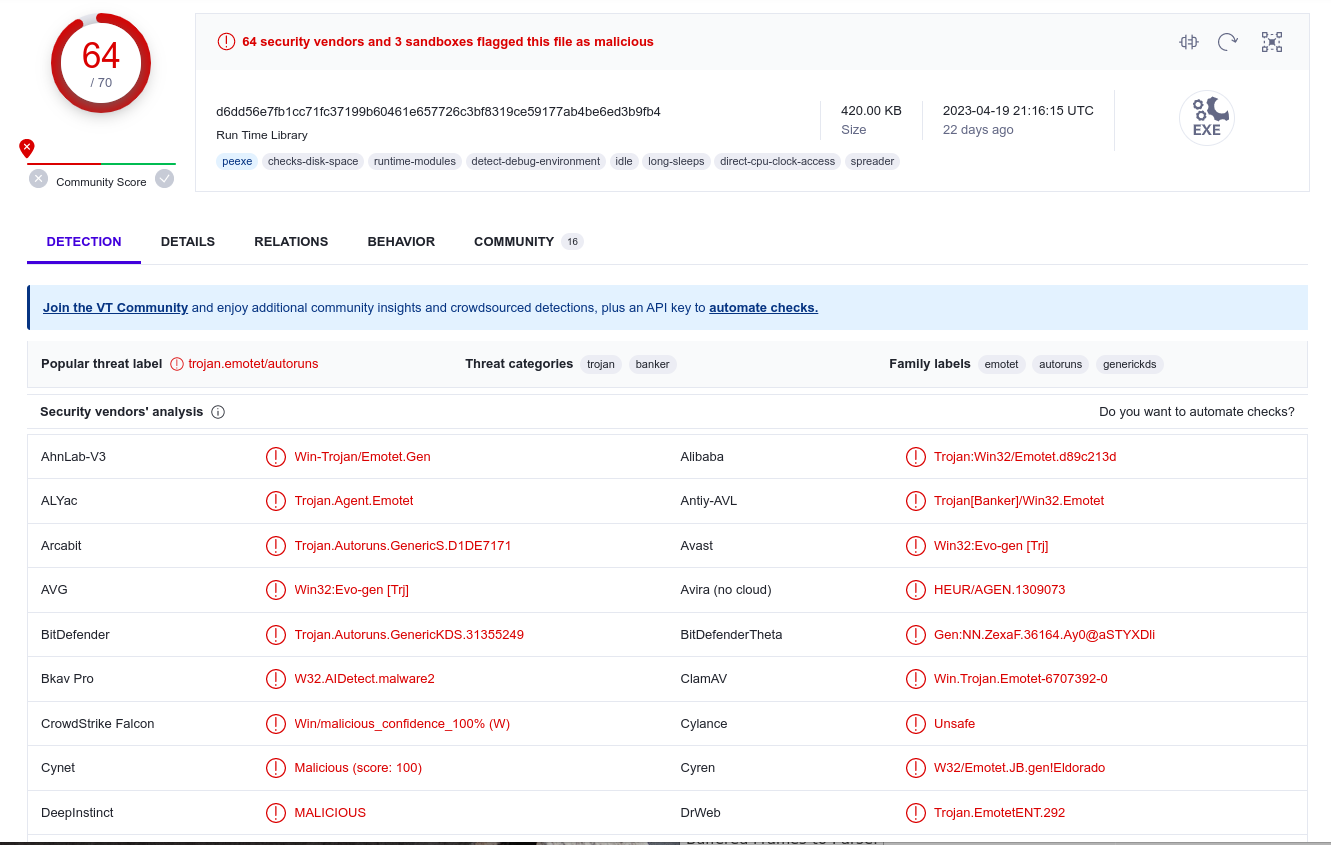 64
/ 70
Community Score
64 security vendors and 3 sandboxes flagged this file as malicious
d6dd56e7fb1cc71fc37199b60461e657726c3bf8319ce59177ab4be6ed3b9fb4
Run Time Library
peexe checks-disk-space runtime-modules detect-debug-environment idle long-sleeps direct-cpu-clock-access spreader
420.00 KB
Size
2023-04-19 21:16:15 UTC
22 days ago
EXE
DETECTION DETAILS RELATIONS BEHAVIOR COMMUNITY 16
Join the VT Community and enjoy additional community insights and crowdsourced detections, plus an API key to automate checks.
Popular threat label trojan.emotet/autoruns Threat categories trojan banker Family labels emotet autoruns generickds
Security vendors' analysis Do you want to automate checks?
AhnLab-V3 Win-Trojan/Emotet.Gen Alibaba Trojan:Win32/Emotet.d89c213d
ALYac Trojan.Agent.Emotet Antiy-AVL Trojan[Banker]/Win32.Emotet
Arcabit Trojan.Autoruns.GenericS.D1DE7171 Avast Win32:Evo-gen [Trj]
AVG Win32:Evo-gen [Trj] Avira (no cloud) HEUR/AGEN.1309073
BitDefender Trojan.Autoruns.GenericKDS.31355249 BitDefenderTheta Gen:NN.ZexaF.36164.Ay0@aSTYXDli
Bkav Pro W32.AIDetect.malware2 ClamAV Win.Trojan.Emotet-6707392-0
CrowdStrike Falcon Win/malicious_confidence_100% (W) Cylance Unsafe
Cynet Malicious (score: 100) Cyren W32/Emotet.JB.gen!Eldorado
DeepInstinct MALICIOUS DrWeb Trojan.EmotetENT.292